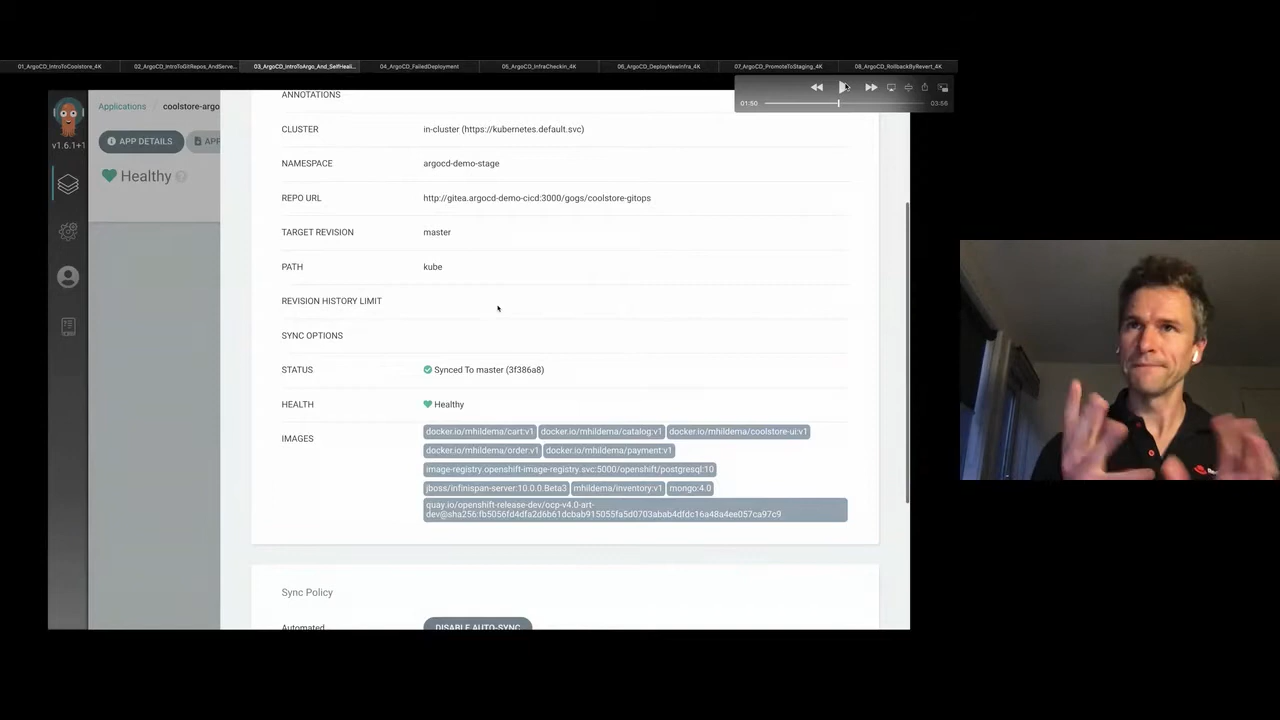 01_ArgoCD_IntroToCoolstore_4K
02_ArgoCD_IntroToGitRepos_AndServe...
03_ArgoCD_IntroToArgo_And_SelfHeali...
04_ArgoCD_FailedDeployment
05_ArgoCD_InfraCheckin_4K
06_ArgoCD_DeployNewInfra_4K
07_ArgoCD_PromoteToStaging_4K
08_ArgoCD_RollbackByRevert_4K
01:50
03:56
v1.6.1+1
Applications / coolstore-argo
APP DETAILS
APP
Healthy
ANNOTATIONS
CLUSTER in-cluster (https://kubernetes.default.svc)
NAMESPACE argocd-demo-stage
REPO URL http://gitea.argocd-demo-cicd:3000/gogs/coolstore-gitops
TARGET REVISION master
PATH kube
REVISION HISTORY LIMIT
SYNC OPTIONS
STATUS Synced To master (3f386a8)
HEALTH Healthy
IMAGES docker.io/mhildema/cart:v1 docker.io/mhildema/catalog:v1 docker.io/mhildema/coolstore-ui:v1
docker.io/mhildema/order:v1 docker.io/mhildema/payment:v1
image-registry.openshift-image-registry.svc:5000/openshift/postgresql:10
jboss/infinispan-server:10.0.0.Beta3 mhildema/inventory:v1 mongo:4.0
quay.io/openshift-release-dev/ocp-v4.0-art-
dev@sha256:fb5056fd4dfa2d6b61dcbab915055fa5d0703abab4dfdc16a48a4ee057ca97c9
Sync Policy
Automated DISABLE AUTO-SYNC